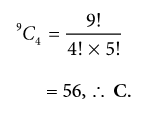 ⁹C₄ = 9! / (4! × 5!)
= 56, ∴ C.